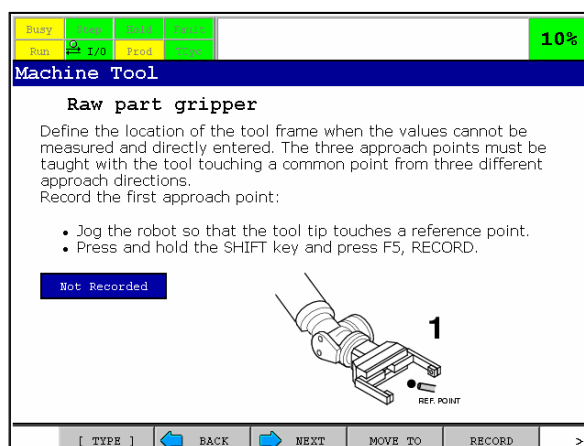 Busy Step Hold Fault
10%
Run I/O Prod TCyc
Machine Tool
Raw part gripper
Define the location of the tool frame when the values cannot be
measured and directly entered. The three approach points must be
taught with the tool touching a common point from three different
approach directions.
Record the first approach point:
• Jog the robot so that the tool tip touches a reference point.
• Press and hold the SHIFT key and press F5, RECORD.
Not Recorded
1
REF. POINT
[ TYPE ] BACK NEXT MOVE TO RECORD >